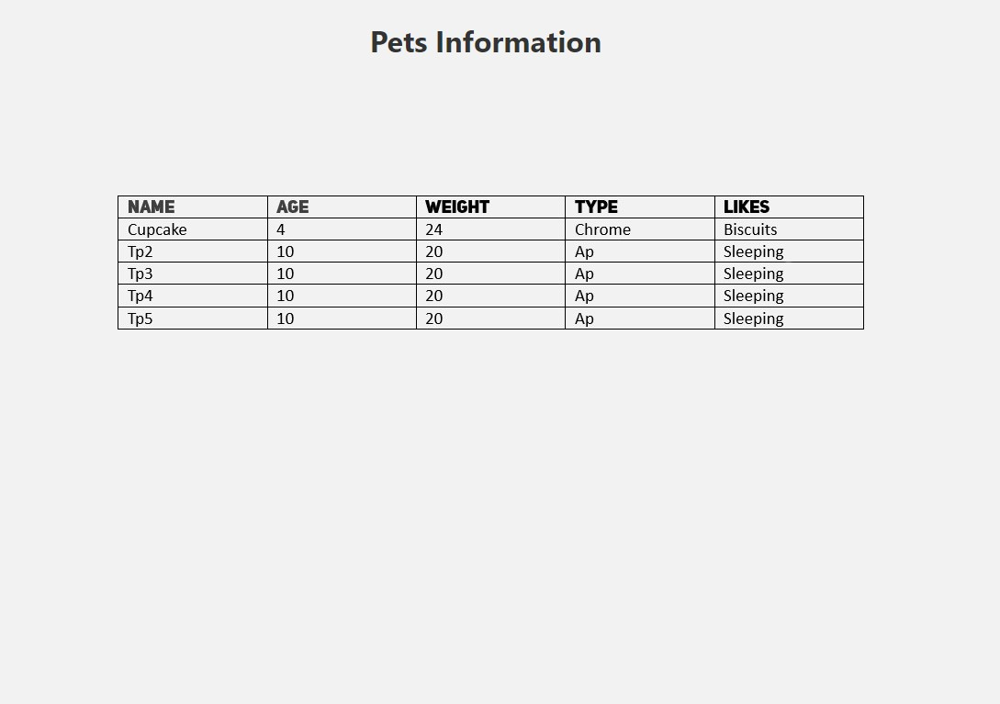 Pets Information
NAME AGE WEIGHT TYPE LIKES
Cupcake 4 24 Chrome Biscuits
Tp2 10 20 Ap Sleeping
Tp3 10 20 Ap Sleeping
Tp4 10 20 Ap Sleeping
Tp5 10 20 Ap Sleeping